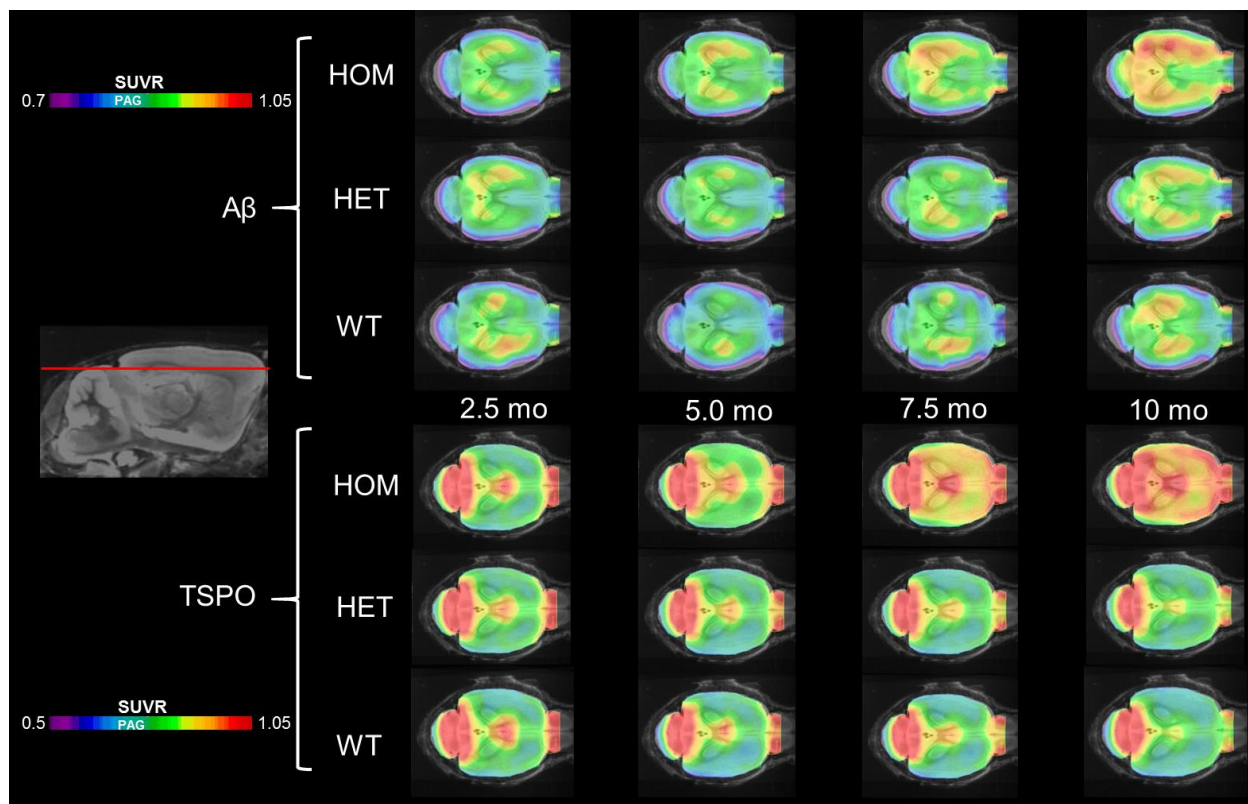 SUVR
0.7 PAG 1.05
Aβ
HOM
HET
WT
2.5 mo 5.0 mo 7.5 mo 10 mo
TSPO
HOM
HET
WT
SUVR
0.5 PAG 1.05